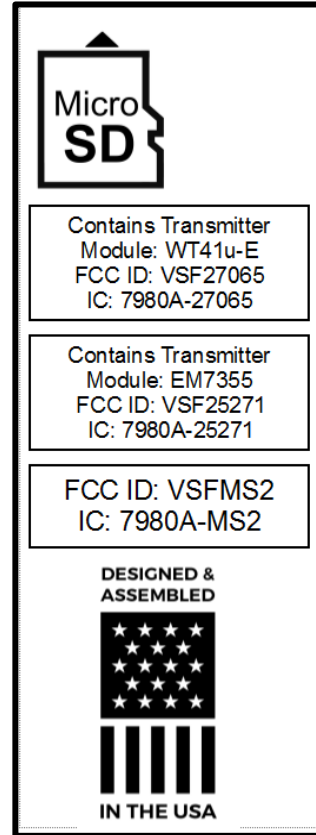 Micro
SD
Contains Transmitter
Module: WT41u-E
FCC ID: VSF27065
IC: 7980A-27065
Contains Transmitter
Module: EM7355
FCC ID: VSF25271
IC: 7980A-25271
FCC ID: VSFMS2
IC: 7980A-MS2
DESIGNED &
ASSEMBLED
IN THE USA